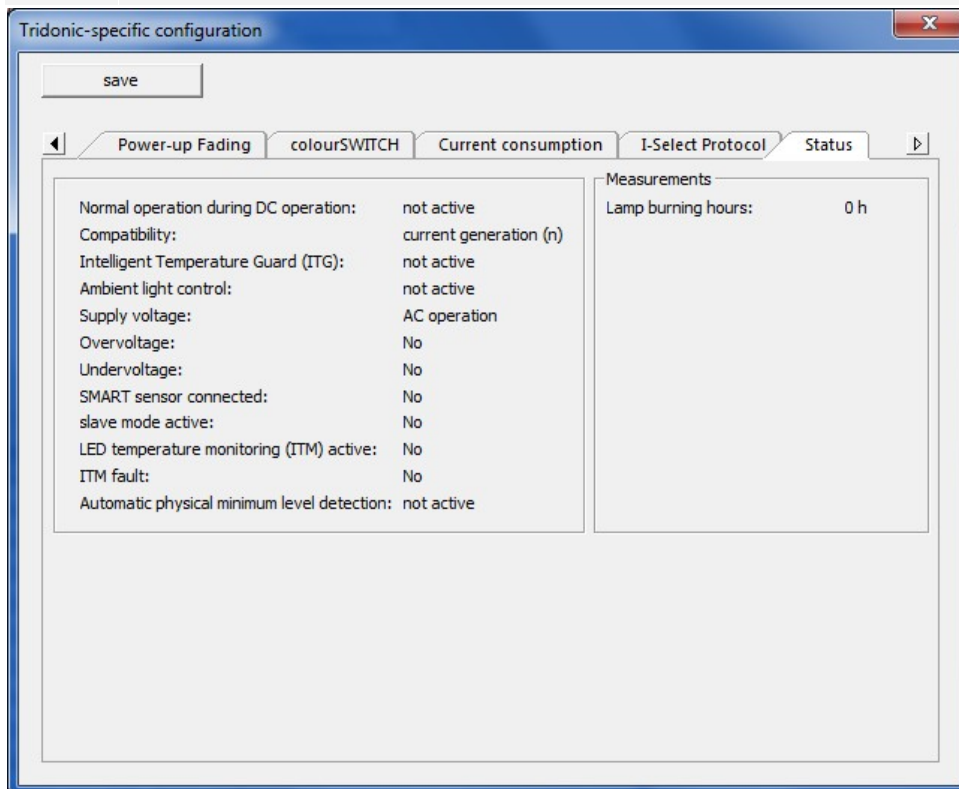 Tridonic-specific configuration
save
Power-up Fading colourSWITCH Current consumption I-Select Protocol Status
Normal operation during DC operation: not active
Compatibility: current generation (n)
Intelligent Temperature Guard (ITG): not active
Ambient light control: not active
Supply voltage: AC operation
Overvoltage: No
Undervoltage: No
SMART sensor connected: No
slave mode active: No
LED temperature monitoring (ITM) active: No
ITM fault: No
Automatic physical minimum level detection: not active
Measurements
Lamp burning hours: 0 h